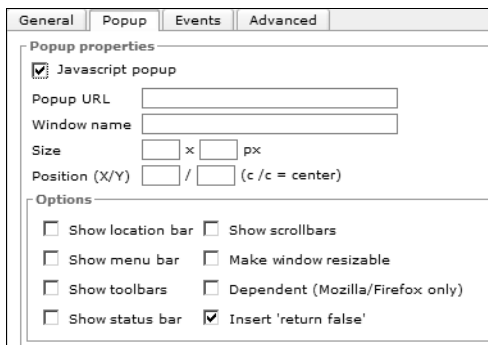 General Popup Events Advanced
Popup properties
Javascript popup
Popup URL
Window name
Size x px
Position (X/Y) / (c /c = center)
Options
Show location bar Show scrollbars
Show menu bar Make window resizable
Show toolbars Dependent (Mozilla/Firefox only)
Show status bar Insert 'return false'